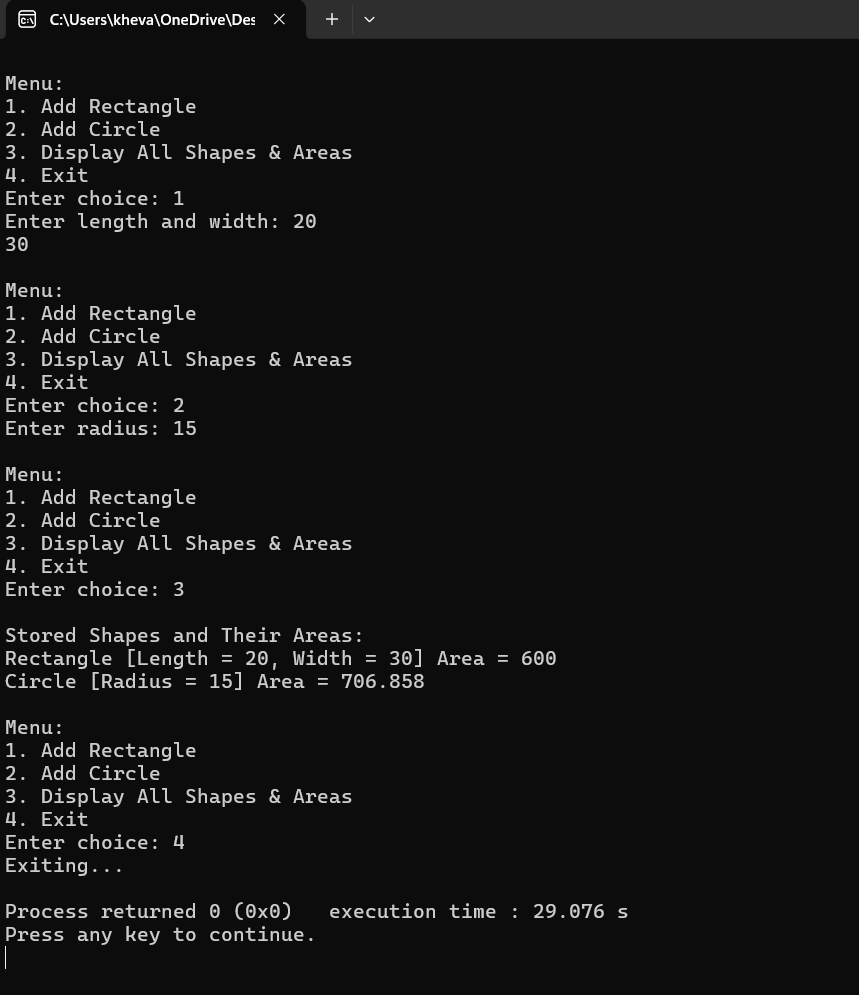 C:\Users\kheva\OneDrive\Des
Menu:
1. Add Rectangle
2. Add Circle
3. Display All Shapes & Areas
4. Exit
Enter choice: 1
Enter length and width: 20
30
Menu:
1. Add Rectangle
2. Add Circle
3. Display All Shapes & Areas
4. Exit
Enter choice: 2
Enter radius: 15
Menu:
1. Add Rectangle
2. Add Circle
3. Display All Shapes & Areas
4. Exit
Enter choice: 3
Stored Shapes and Their Areas:
Rectangle [Length = 20, Width = 30] Area = 600
Circle [Radius = 15] Area = 706.858
Menu:
1. Add Rectangle
2. Add Circle
3. Display All Shapes & Areas
4. Exit
Enter choice: 4
Exiting...
Process returned 0 (0x0)   execution time : 29.076 s
Press any key to continue.